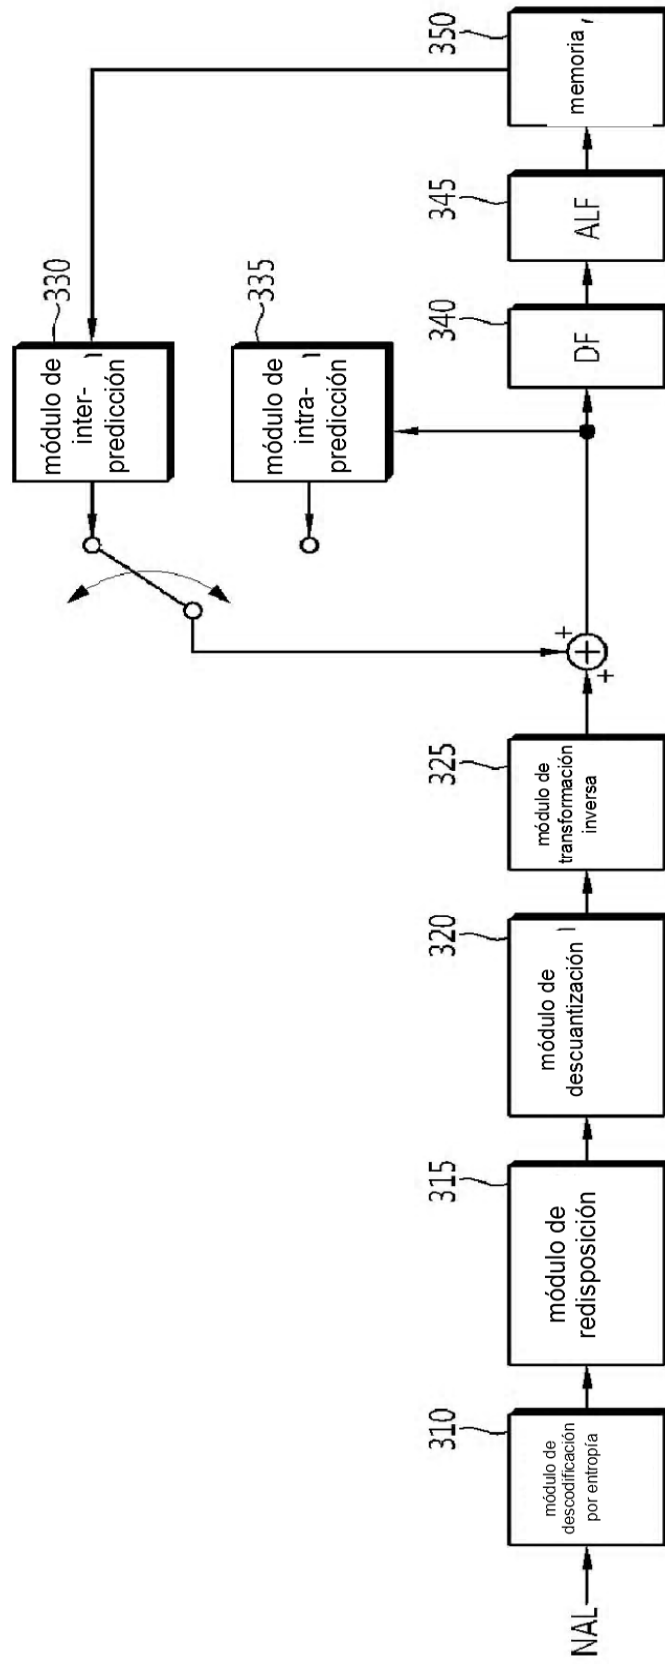 350
memoria
345
ALF
340
DF
330
módulo de
inter-
predicción
335
módulo de
intra-
predicción
+
+
+
325
módulo de
transformación
inversa
320
módulo de
descuantización
315
módulo de
redisposición
310
módulo de
descodificación
por entropía
NAL